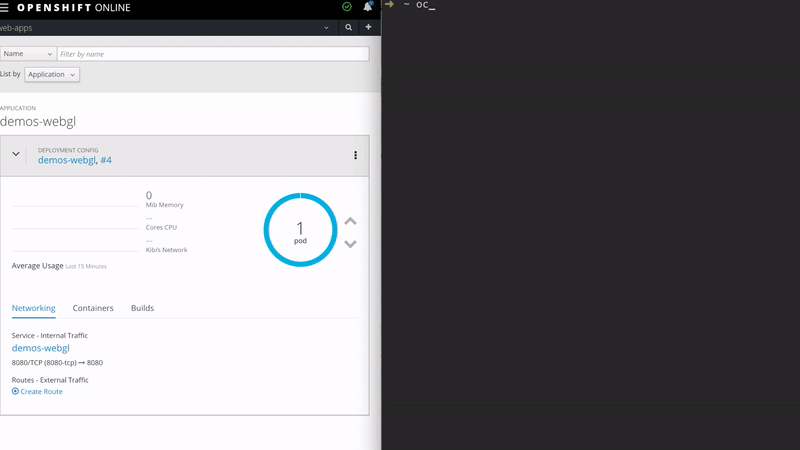 OPENSHIFT ONLINE
web-apps
Name
Filter by name
List by
Application
APPLICATION
demos-webgl
DEPLOYMENT CONFIG
demos-webgl, #4
0
Mib Memory
--
Cores CPU
--
Kib/s Network
1
pod
Average Usage Last 15 Minutes
Networking Containers Builds
Service - Internal Traffic
demos-webgl
8080/TCP (8080-tcp) → 8080
Routes - External Traffic
Create Route
➜ ~ oc_